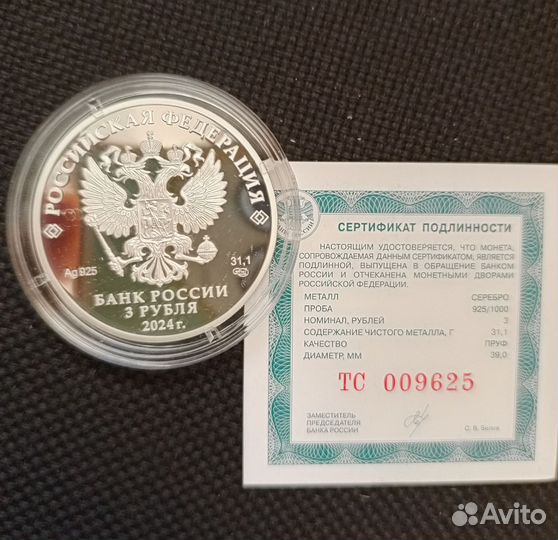 РОССИЙСКАЯ ФЕДЕРАЦИЯ
Ag 925
31,1
БАНК РОССИИ
3 РУБЛЯ
2024 г.
СЕРТИФИКАТ ПОДЛИННОСТИ
НАСТОЯЩИМ УДОСТОВЕРЯЕТСЯ, ЧТО МОНЕТА,
СОПРОВОЖДАЕМАЯ ДАННЫМ СЕРТИФИКАТОМ, ЯВЛЯЕТСЯ
ПОДЛИННОЙ, ВЫПУЩЕНА В ОБРАЩЕНИЕ БАНКОМ
РОССИИ И ОТЧЕКАНЕНА МОНЕТНЫМИ ДВОРАМИ
РОССИЙСКОЙ ФЕДЕРАЦИИ.
МЕТАЛЛ СЕРЕБРО
ПРОБА 925/1000
НОМИНАЛ, РУБЛЕЙ 3
СОДЕРЖАНИЕ ЧИСТОГО МЕТАЛЛА, Г 31,1
КАЧЕСТВО ПРУФ
ДИАМЕТР, ММ 39,0
ТС 009625
ЗАМЕСТИТЕЛЬ
ПРЕДСЕДАТЕЛЯ
БАНКА РОССИИ
С. В. Белов
Avito